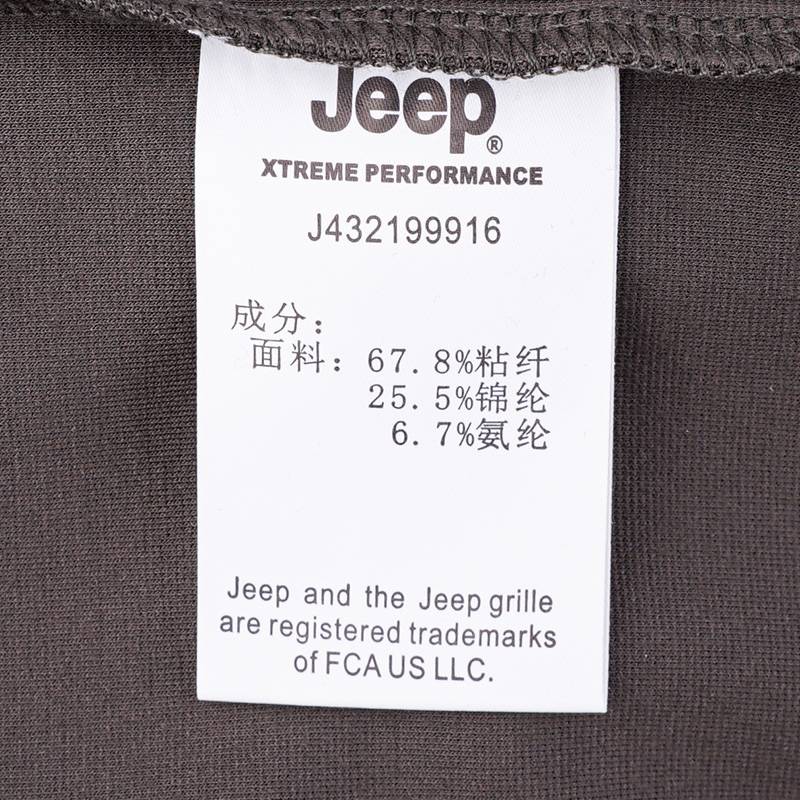 Jeep®
XTREME PERFORMANCE
J432199916
成分：
面料：67.8%粘纤
25.5%锦纶
6.7%氨纶
Jeep and the Jeep grille
are registered trademarks
of FCA US LLC.